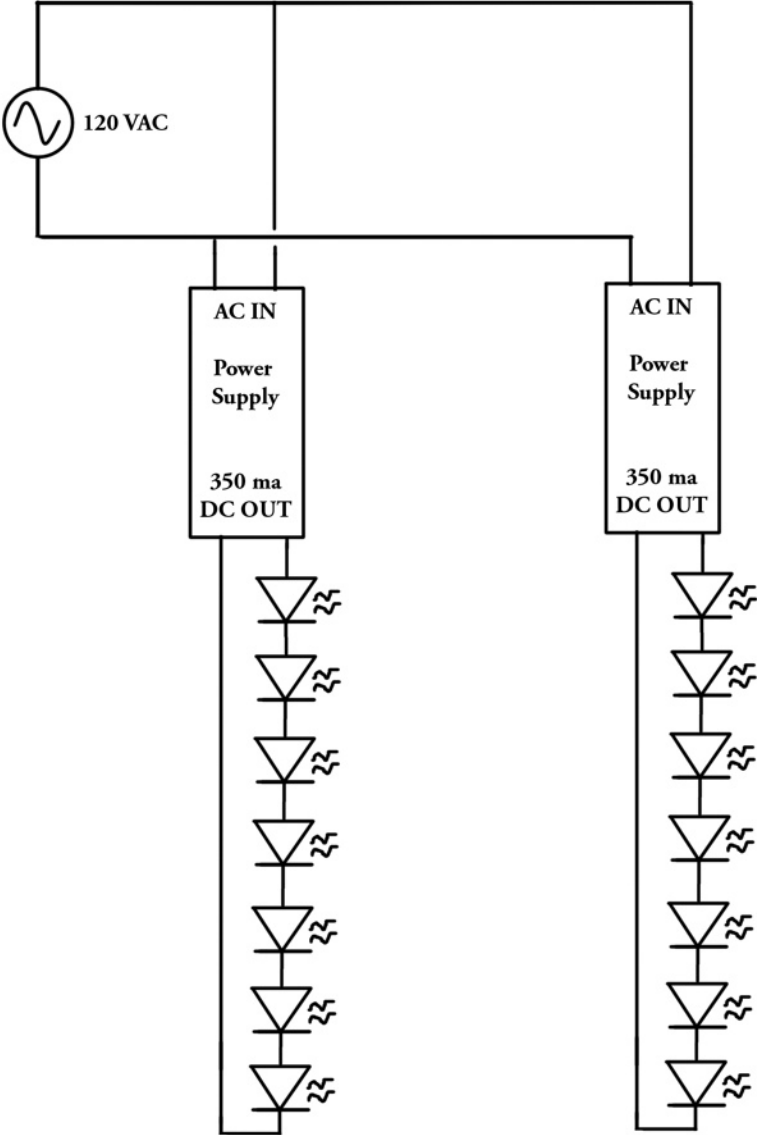 120 VAC
AC IN
Power
Supply
350 ma
DC OUT
AC IN
Power
Supply
350 ma
DC OUT